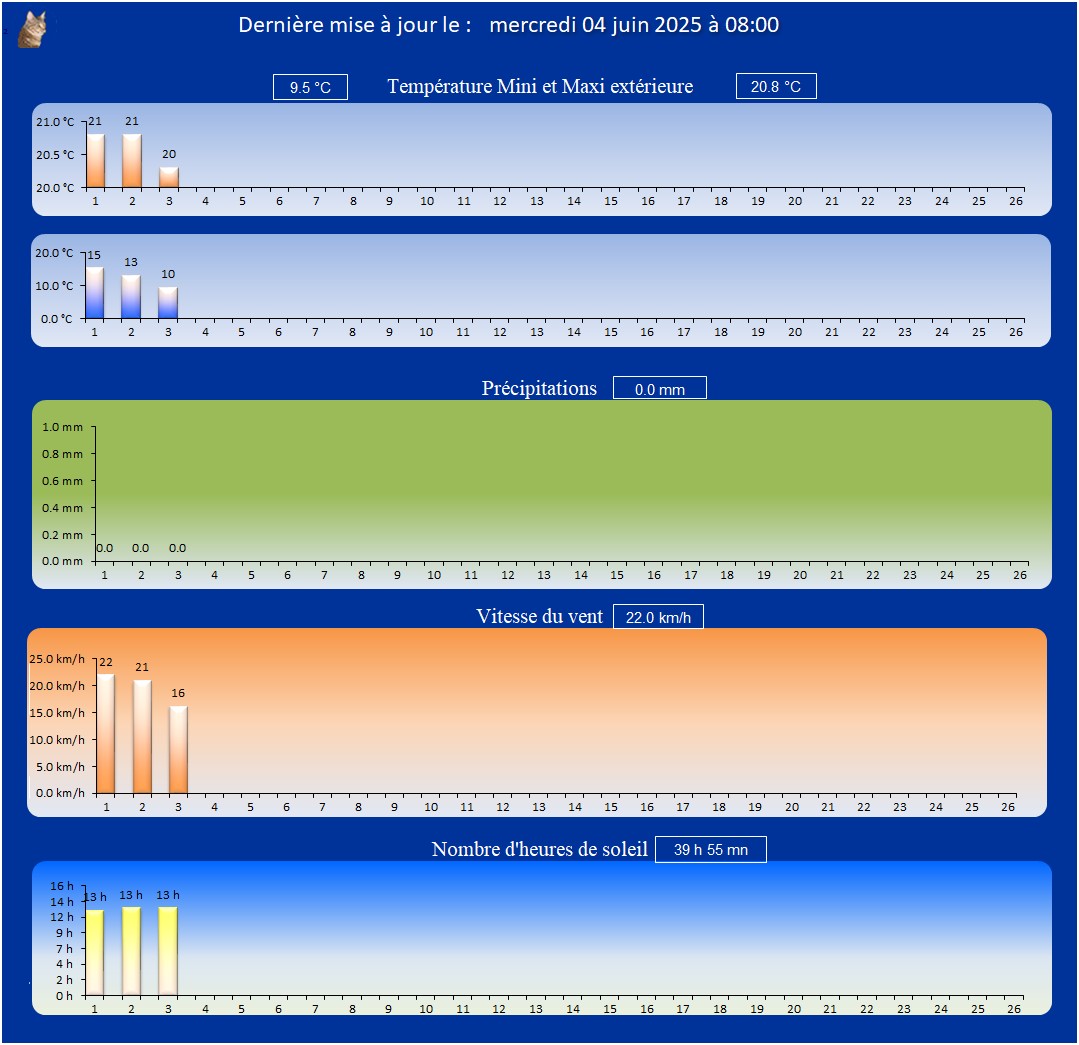 Dernière mise à jour le : mercredi 04 juin 2025 à 08:00
9.5 °C Température Mini et Maxi extérieure 20.8 °C
21.0 °C 21 21
20.5 °C 20
20.0 °C
1 2 3 4 5 6 7 8 9 10 11 12 13 14 15 16 17 18 19 20 21 22 23 24 25 26
20.0 °C 15 13
10.0 °C 10
0.0 °C
1 2 3 4 5 6 7 8 9 10 11 12 13 14 15 16 17 18 19 20 21 22 23 24 25 26
Précipitations 0.0 mm
1.0 mm
0.8 mm
0.6 mm
0.4 mm
0.2 mm
0.0 0.0 0.0
0.0 mm
1 2 3 4 5 6 7 8 9 10 11 12 13 14 15 16 17 18 19 20 21 22 23 24 25 26
Vitesse du vent 22.0 km/h
25.0 km/h 22 21
20.0 km/h 16
15.0 km/h
10.0 km/h
5.0 km/h
0.0 km/h
1 2 3 4 5 6 7 8 9 10 11 12 13 14 15 16 17 18 19 20 21 22 23 24 25 26
Nombre d'heures de soleil 39 h 55 mn
16 h
14 h 13 h 13 h 13 h
12 h
9 h
7 h
4 h
2 h
0 h
1 2 3 4 5 6 7 8 9 10 11 12 13 14 15 16 17 18 19 20 21 22 23 24 25 26